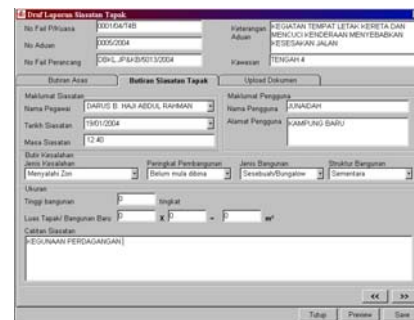 Draf Laporan Siasatan Tapak
No Fail P/Kuasa 0001/04/T4B
No Aduan 0005/2004
No Fail Perancang DBKL.JPI&KB/5013/2004
Keterangan Aduan KEGIATAN TEMPAT LETAK KERETA DAN
MENCUCI KENDERAAN MENYEBABKAN
KESESAKAN JALAN
Kawasan TENGAH 4
Butiran Asas Butiran Siasatan Tapak Upload Dokumen
Maklumat Siasatan
Nama Pegawai DARUS B. HAJI ABDUL RAHMAN
Tarikh Siasatan 19/01/2004
Masa Siasatan 12:40
Maklumat Pengguna
Nama Pengguna JUNAIDAH
Alamat Pengguna KAMPUNG BARU
Butir Kesalahan
Jenis Kesalahan Peringkat Pembangunan Jenis Bangunan Struktur Bangunan
Menyalahi Zon Belum mula dibina Sesebuah/Bungalow Sementara
Ukuran
Tinggi bangunan 0 tingkat
Luas Tapak/ Bangunan Baru 0 X 0 = 0 m²
Catitan Siasatan
KEGUNAAN PERDAGANGAN
<< >>
Tutup Preview Save